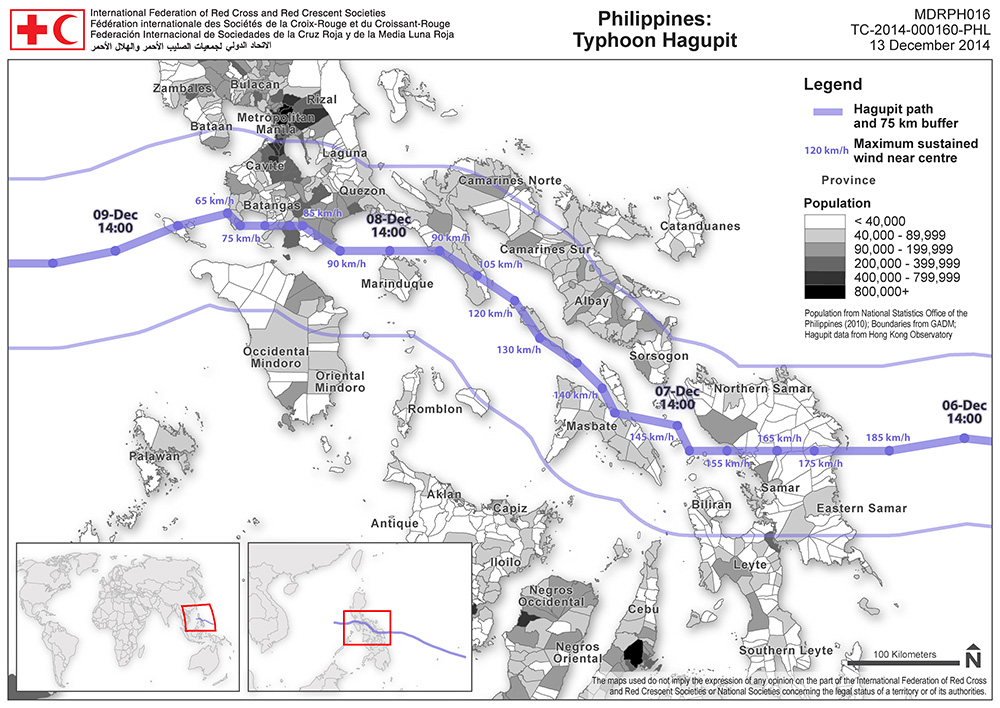 International Federation of Red Cross and Red Crescent Societies
Fédération internationale des Sociétés de la Croix-Rouge et du Croissant-Rouge
Federación Internacional de Sociedades de la Cruz Roja y de la Media Luna Roja
الاتحاد الدولي لجمعيات الصليب الأحمر والهلال الأحمر
Philippines:
Typhoon Hagupit
MDRPH016
TC-2014-000160-PHL
13 December 2014
Legend
Hagupit path
and 75 km buffer
120 km/h
Maximum sustained
wind near centre
Province
Population
< 40,000
40,000 - 89,999
90,000 - 199,999
200,000 - 399,999
400,000 - 799,999
800,000+
Population from National Statistics Office of the
Philippines (2010); Boundaries from GADM;
Hagupit data from Hong Kong Observatory
Zambales
Bulacan
Rizal
Metropolitan
Manila
Bataan
Laguna
Cavite
Camarines Norte
Quezon
65 km/h
Batangas
85 km/h
09-Dec
14:00
08-Dec
14:00
Catanduanes
75 km/h
90 km/h
Camarines Sur
90 km/h
105 km/h
Marinduque
Albay
120 km/h
130 km/h
Occidental
Mindoro
Sorsogon
Oriental
Mindoro
07-Dec
14:00
Northern Samar
140 km/h
Romblon
06-Dec
14:00
Masbate
145 km/h
165 km/h
185 km/h
Palawan
155 km/h
175 km/h
Samar
Aklan
Biliran
Capiz
Eastern Samar
Antique
Iloilo
Leyte
Negros
Occidental
Cebu
Negros
Oriental
Southern Leyte
100 Kilometers
N
The maps used do not imply the expression of any opinion on the part of the International Federation of Red Cross
and Red Crescent Societies or National Societies concerning the legal status of a territory or of its authorities.